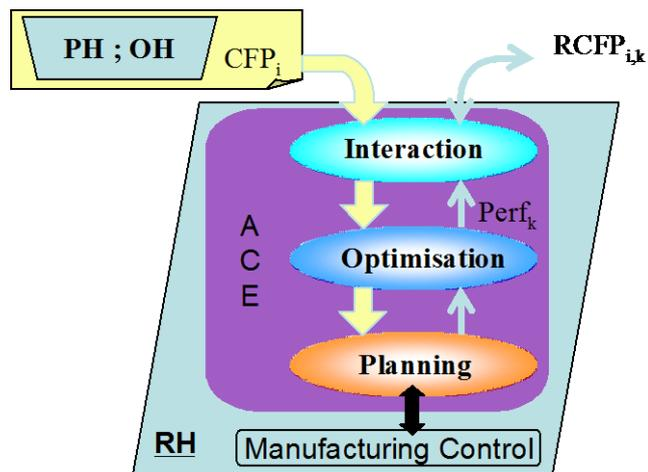 PH ; OH
CFPi
RCFPi,k
Interaction
Perfk
A
C
E
Optimisation
Planning
RH
Manufacturing Control